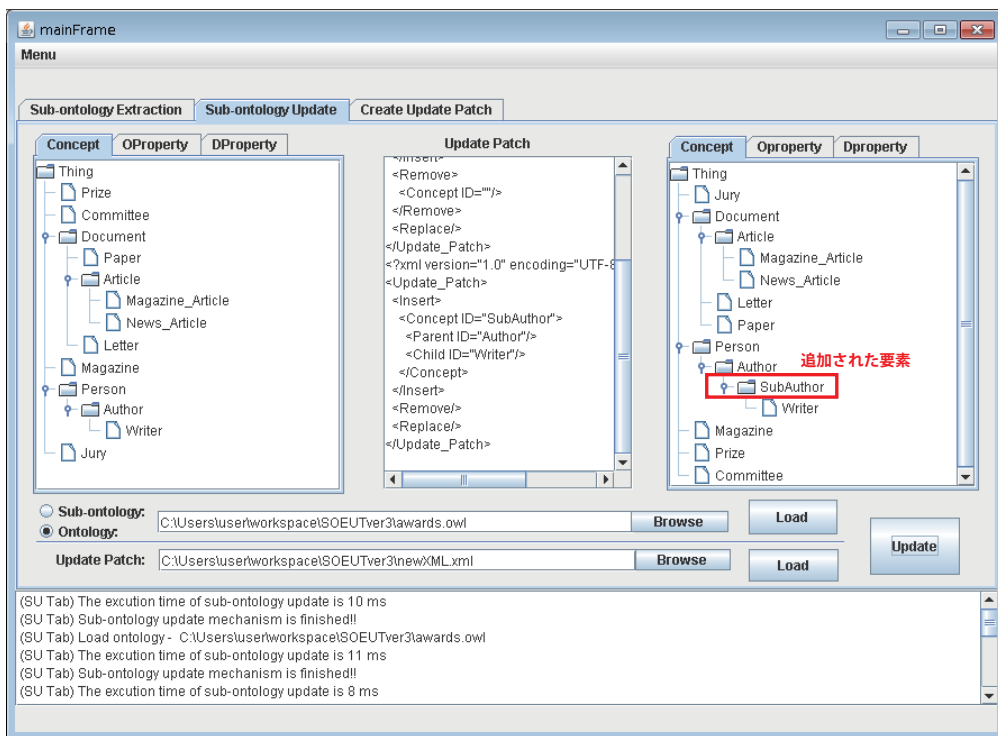 mainFrame
Menu
Sub-ontology Extraction
Sub-ontology Update
Create Update Patch
Concept
OProperty
DProperty
Thing
Prize
Committee
Document
Paper
Article
Magazine_Article
News_Article
Letter
Magazine
Person
Author
Writer
Jury
Update Patch
</Insert>
<Remove>
<Concept ID=""/>
</Remove>
<Replace/>
</Update_Patch>
<?xml version="1.0" encoding="UTF-8
<Update_Patch>
<Insert>
<Concept ID="SubAuthor">
<Parent ID="Author"/>
<Child ID="Writer"/>
</Concept>
</Insert>
<Remove/>
<Replace/>
</Update_Patch>
Concept
Oproperty
Dproperty
Thing
Jury
Document
Article
Magazine_Article
News_Article
Letter
Paper
Person
Author
追加された要素
SubAuthor
Writer
Magazine
Prize
Committee
Sub-ontology:
Ontology:
C:\Users\user\workspace\SOEUTver3\awards.owl
Browse
Load
Update Patch:
C:\Users\user\workspace\SOEUTver3\newXML.xml
Browse
Load
Update
(SU Tab) The excution time of sub-ontology update is 10 ms
(SU Tab) Sub-ontology update mechanism is finished!!
(SU Tab) Load ontology - C:\Users\user\workspace\SOEUTver3\awards.owl
(SU Tab) The excution time of sub-ontology update is 11 ms
(SU Tab) Sub-ontology update mechanism is finished!!
(SU Tab) The excution time of sub-ontology update is 8 ms